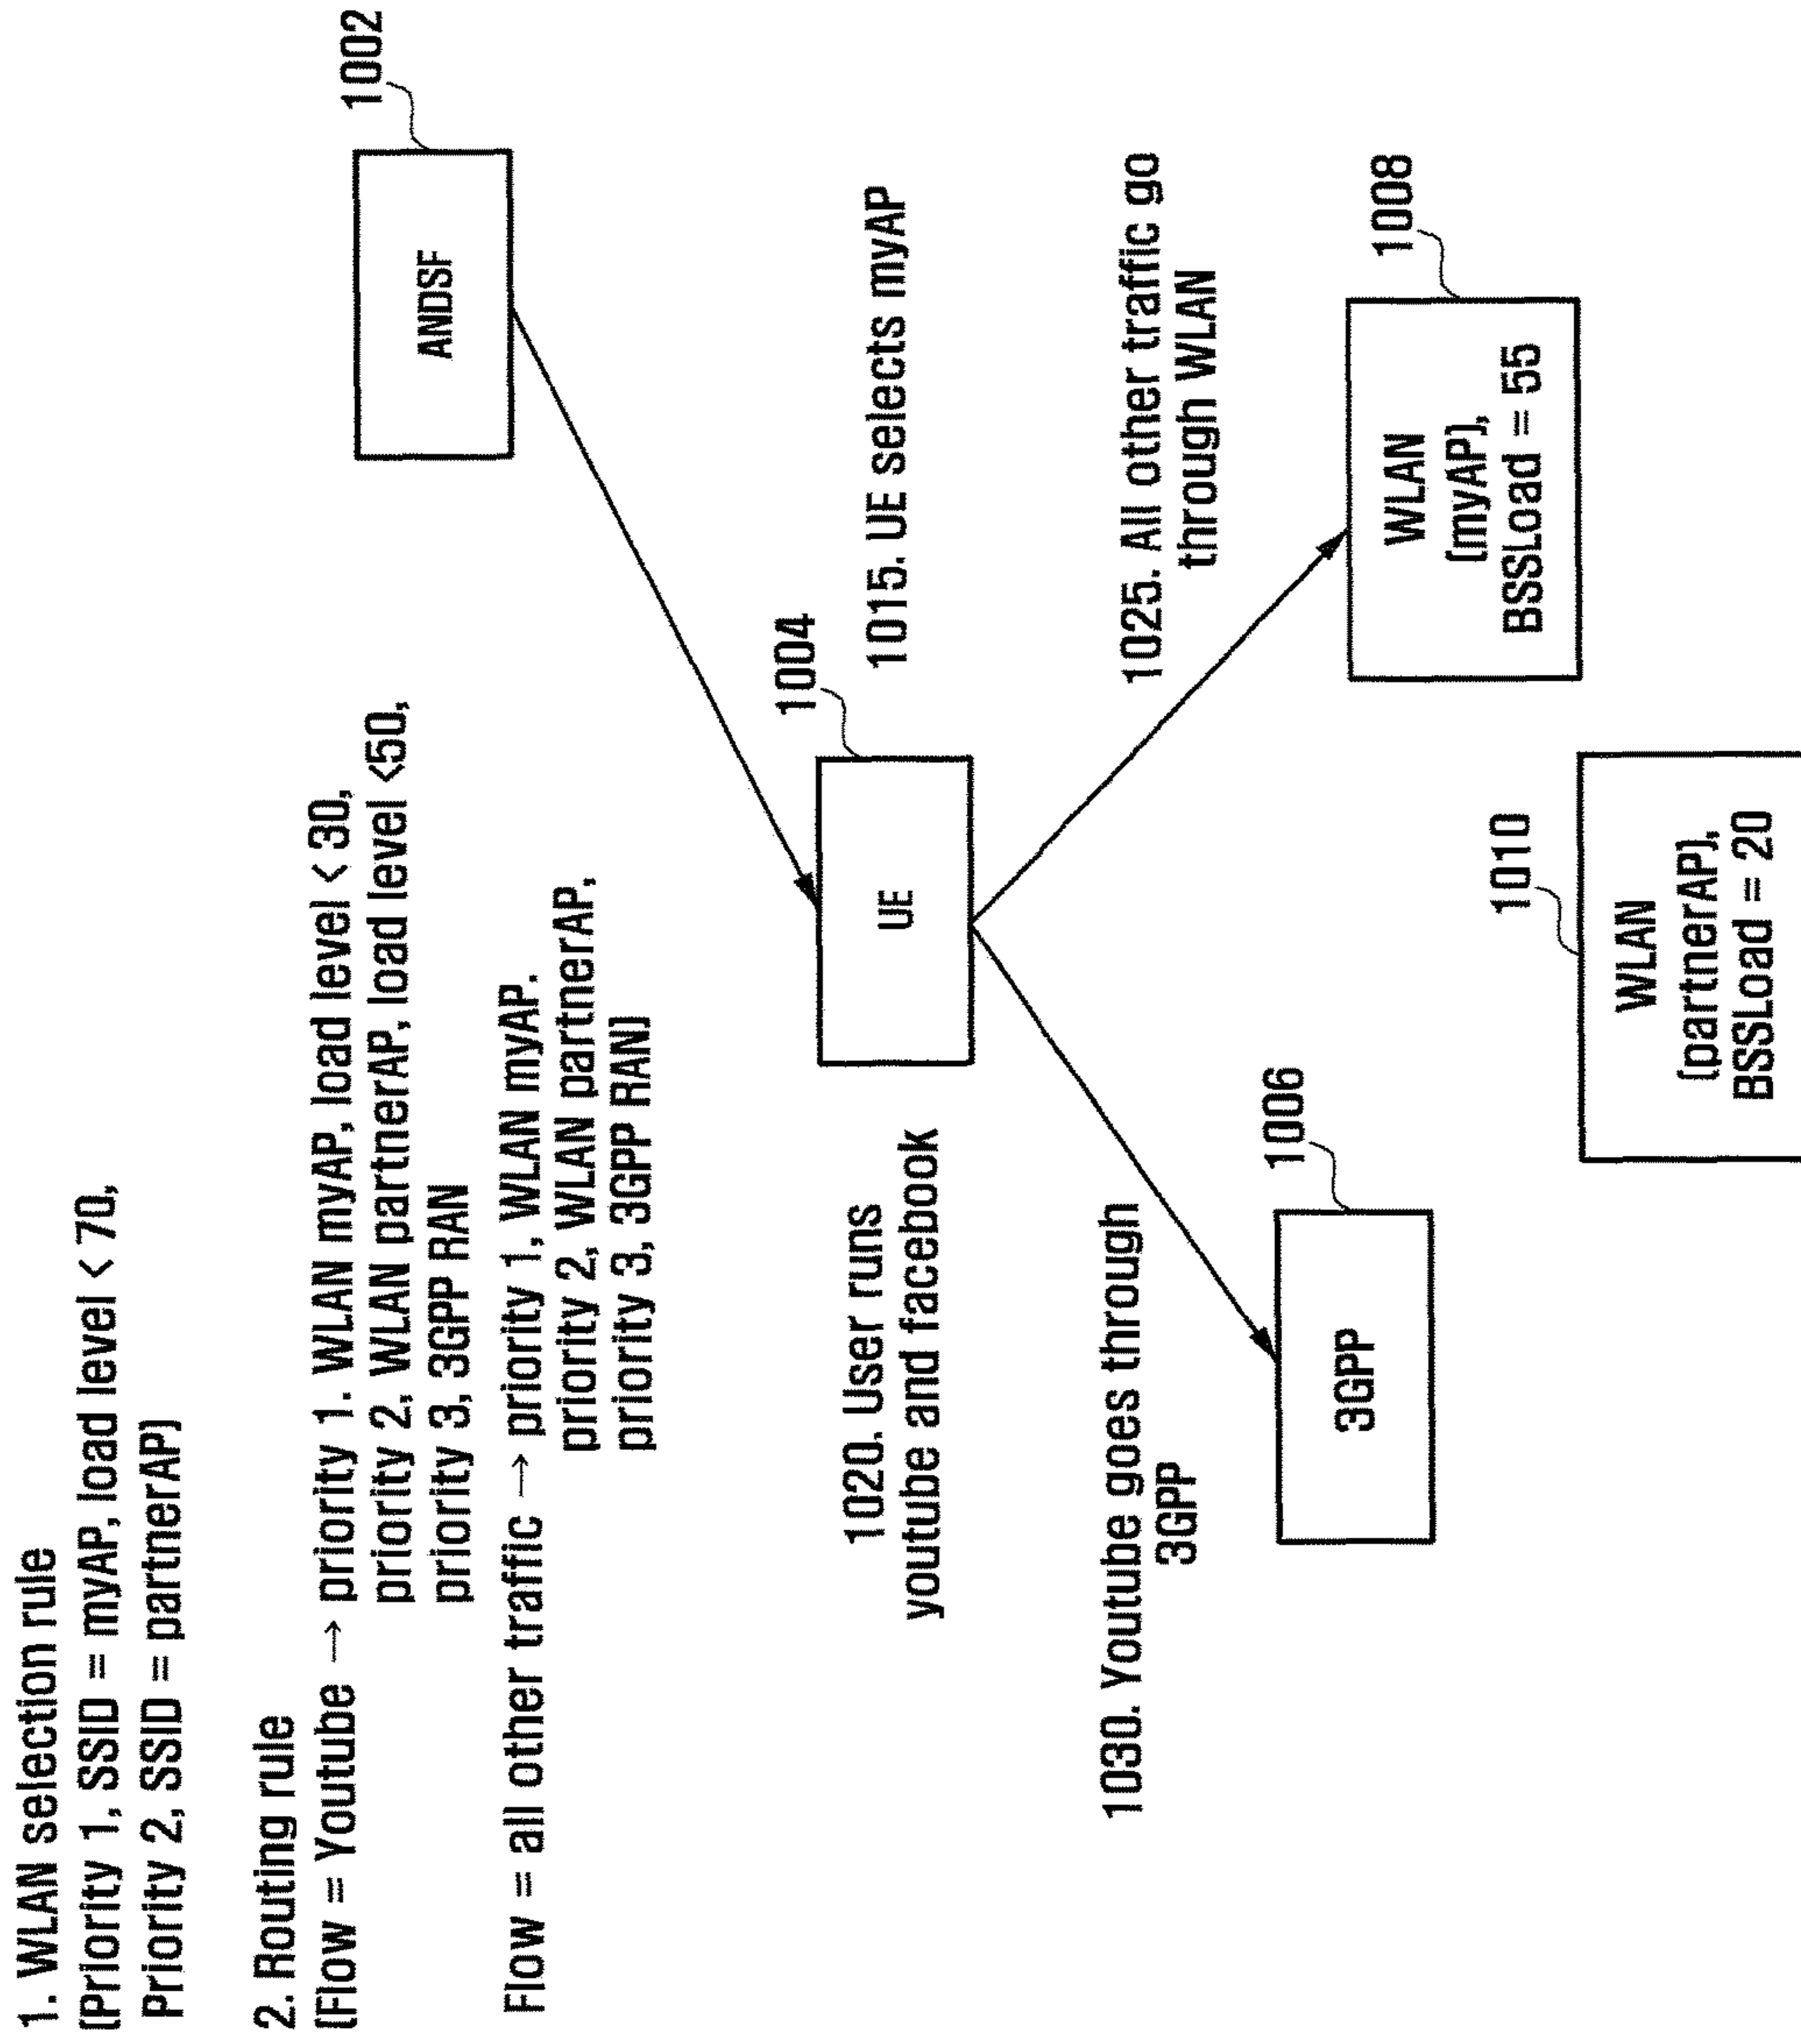 1. WLAN selection rule
(Priority 1, SSID = myAP, load level < 70,
Priority 2, SSID = partnerAP)
2. Routing rule
(Flow = Youtube → priority 1. WLAN myAP, load level < 30,
priority 2, WLAN partnerAP, load level <50,
priority 3, 3GPP RAN
Flow = all other traffic → priority 1, WLAN myAP.
priority 2, WLAN partnerAP,
priority 3, 3GPP RAN)
1002
ANDSF
1004
UE
1015. UE selects myAP
1020. User runs
youtube and facebook
1025. All other traffic go
through WLAN
1030. Youtube goes through
3GPP
1006
3GPP
1008
WLAN
(myAP),
BSSLoad = 55
1010
WLAN
(partnerAP),
BSSLoad = 20